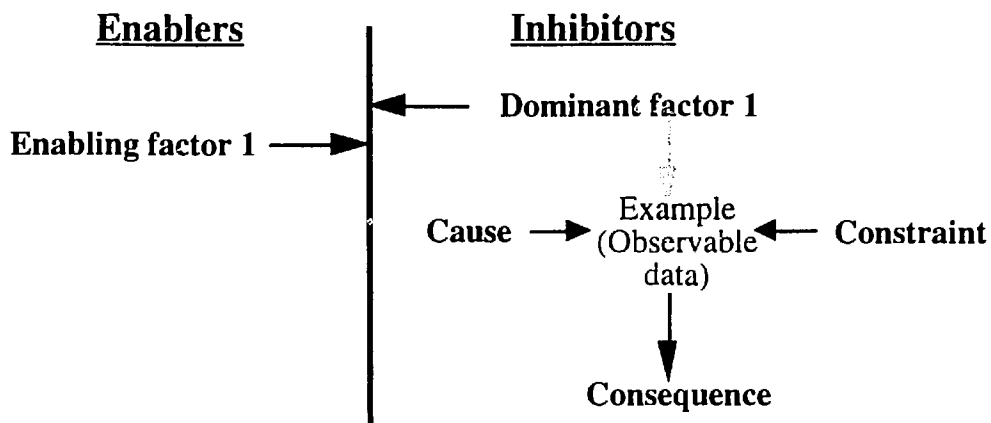 Enablers
Inhibitors
Dominant factor 1
Enabling factor 1
Example
Cause
(Observable
Constraint
data)
Consequence